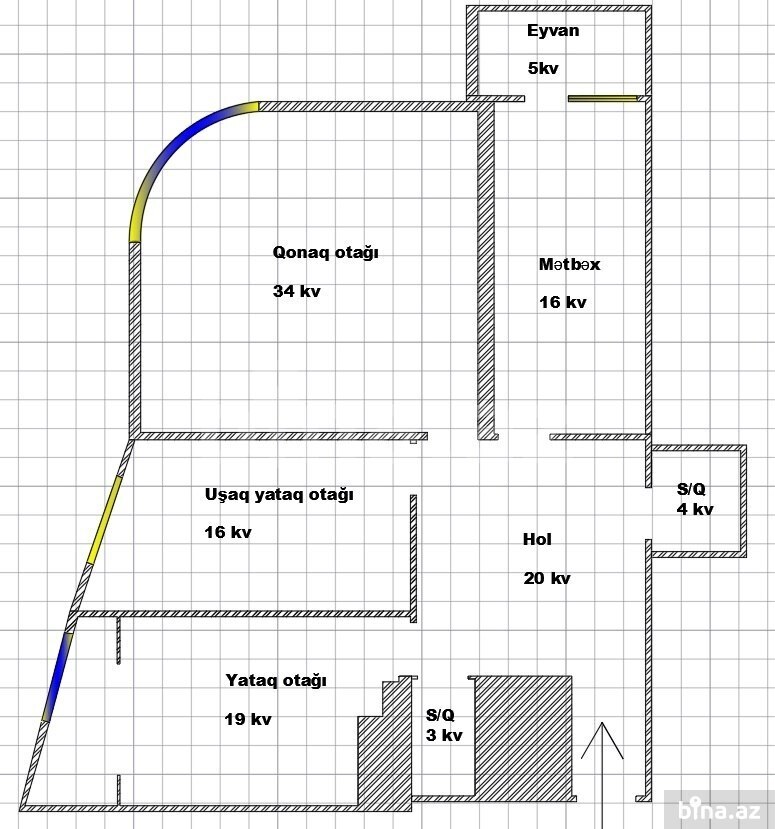 Eyvan
5kv
Qonaq otağı
34 kv
Mətbəx
16 kv
Uşaq yataq otağı
16 kv
S/Q
4 kv
Hol
20 kv
Yataq otağı
19 kv
S/Q
3 kv
bina.az